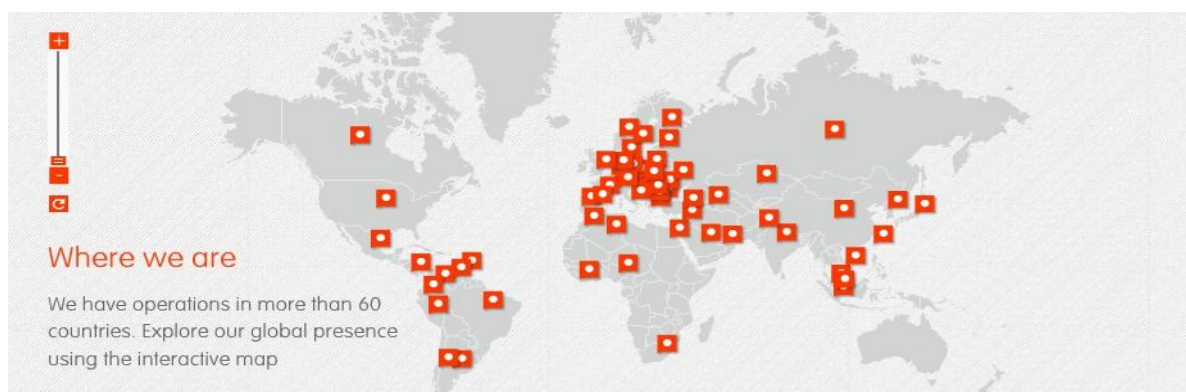 Where we are
We have operations in more than 60
countries. Explore our global presence
using the interactive map